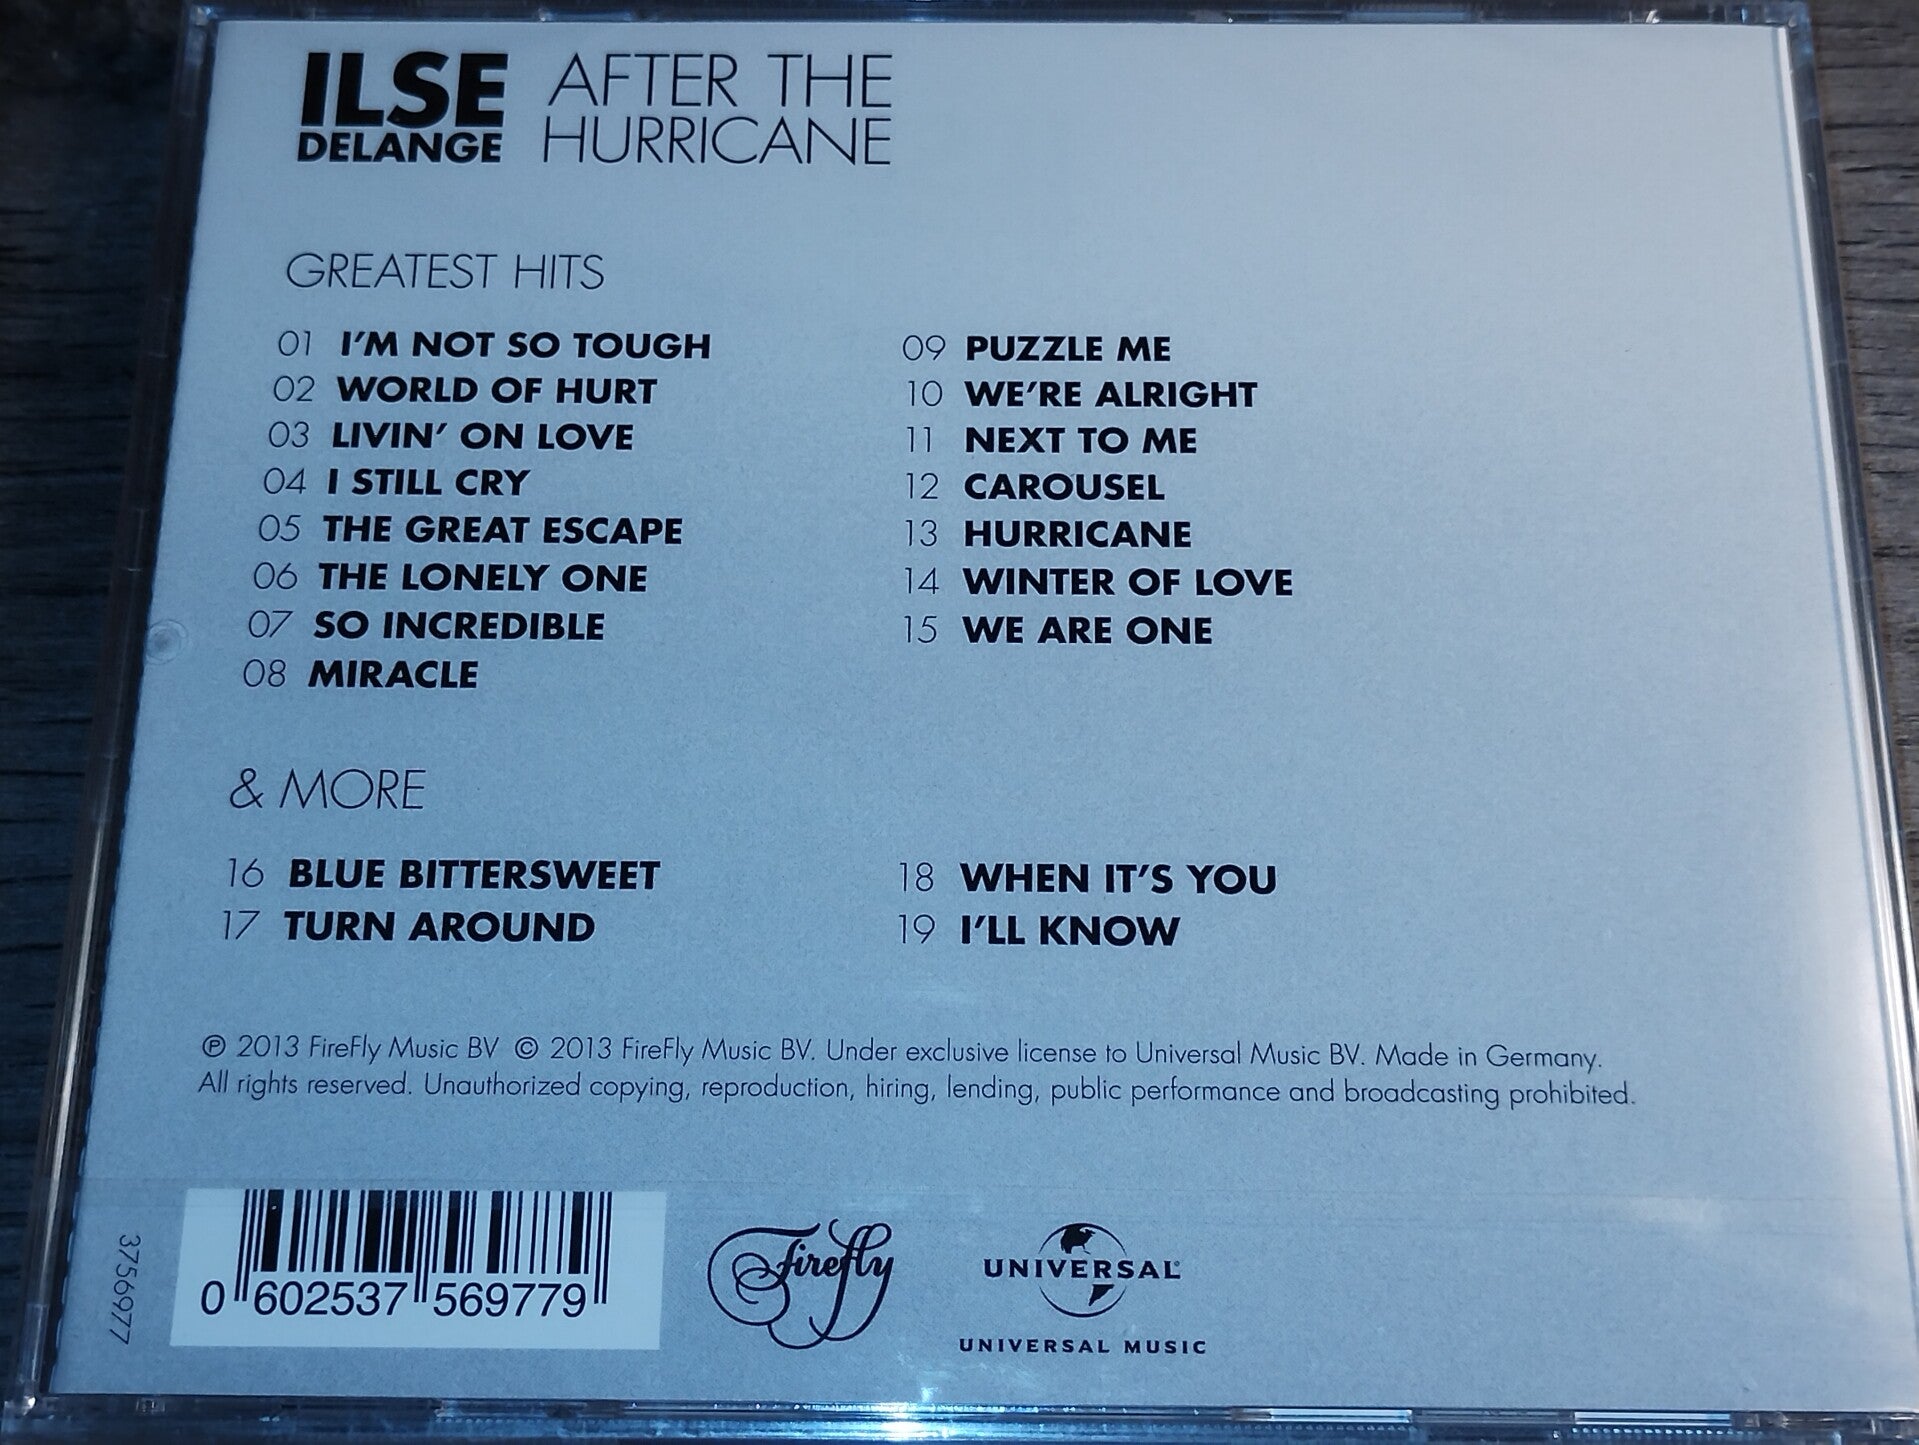 ILSE
DELANGE
AFTER THE
HURRICANE
GREATEST HITS
01 I'M NOT SO TOUGH
02 WORLD OF HURT
03 LIVIN' ON LOVE
04 I STILL CRY
05 THE GREAT ESCAPE
06 THE LONELY ONE
07 SO INCREDIBLE
08 MIRACLE
09 PUZZLE ME
10 WE'RE ALRIGHT
11 NEXT TO ME
12 CAROUSEL
13 HURRICANE
14 WINTER OF LOVE
15 WE ARE ONE
& MORE
16 BLUE BITTERSWEET
17 TURN AROUND
18 WHEN IT'S YOU
19 I'LL KNOW
℗ 2013 FireFly Music BV © 2013 FireFly Music BV. Under exclusive license to Universal Music BV. Made in Germany.
All rights reserved. Unauthorized copying, reproduction, hiring, lending, public performance and broadcasting prohibited.
3756977
0 602537 569779
Firefly
UNIVERSAL
UNIVERSAL MUSIC